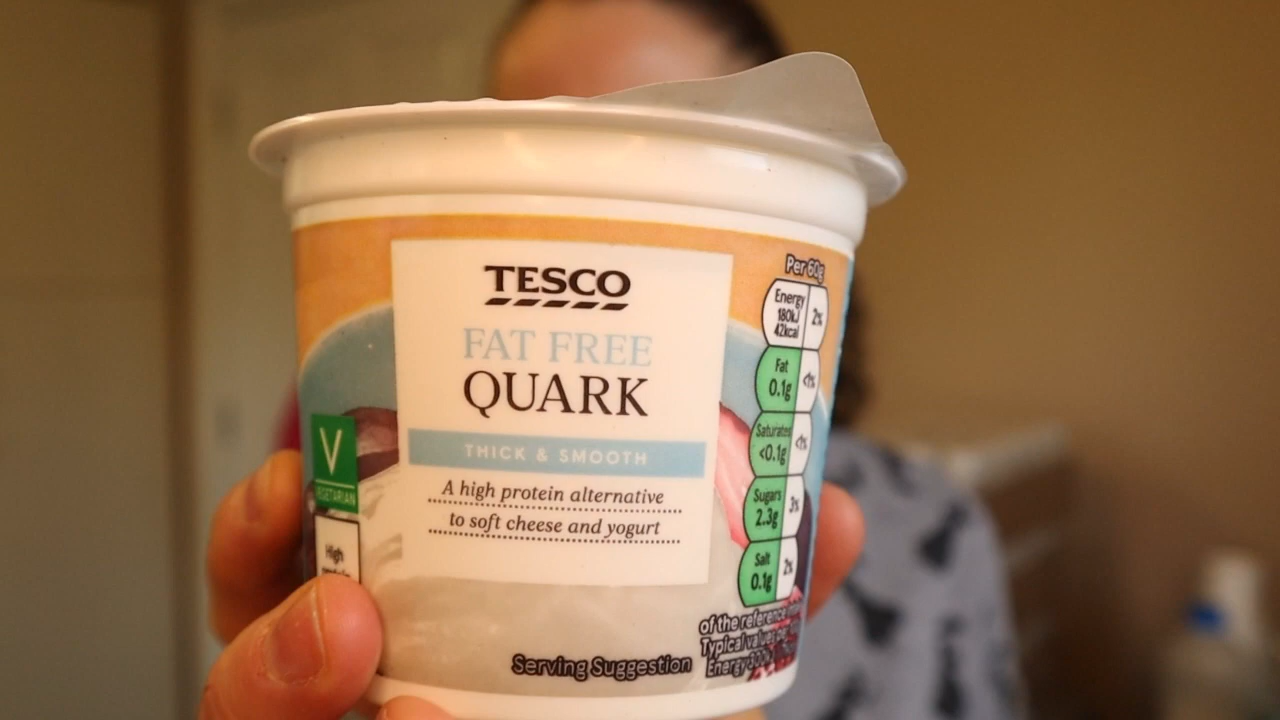 TESCO
FAT FREE
QUARK
THICK & SMOOTH
A high protein alternative
to soft cheese and yogurt
V
VEGETARIAN
High
Per 60g
Energy
180kJ
42kcal
2%
Fat
0.1g
<1%
Saturates
<0.1g
<1%
Sugars
2.3g
3%
Salt
0.1g
2%
of the reference
Typical values per
Energy
Serving Suggestion